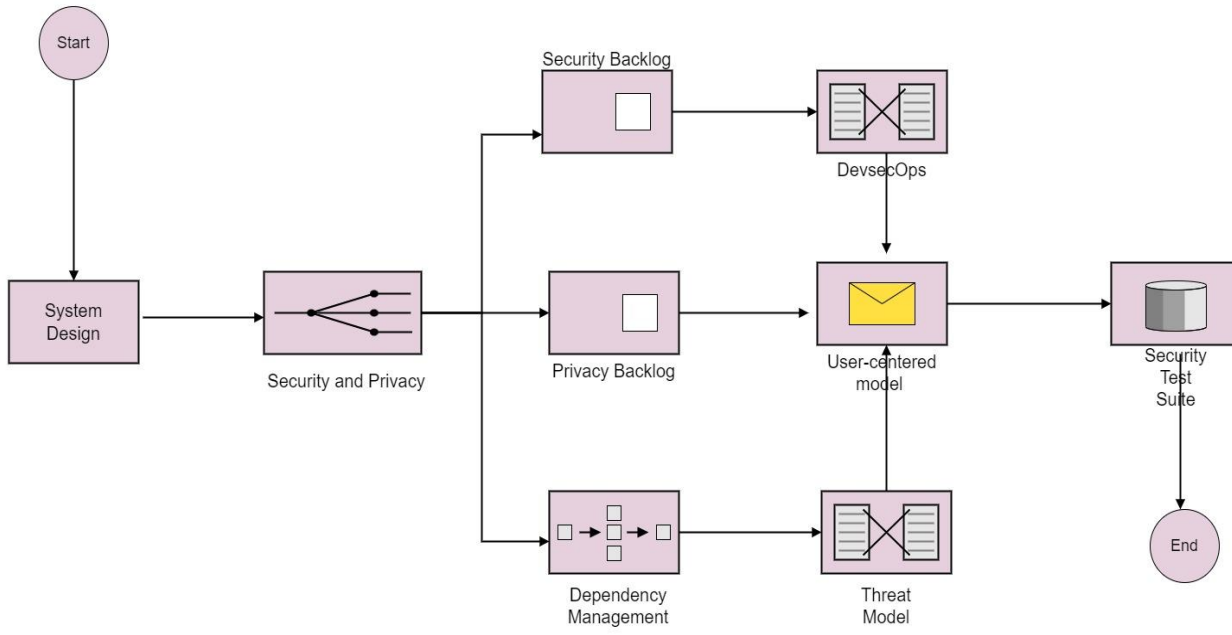 Start
System
Design
Security and Privacy
Security Backlog
DevsecOps
Privacy Backlog
User-centered
model
Security
Test
Suite
Dependency
Management
Threat
Model
End